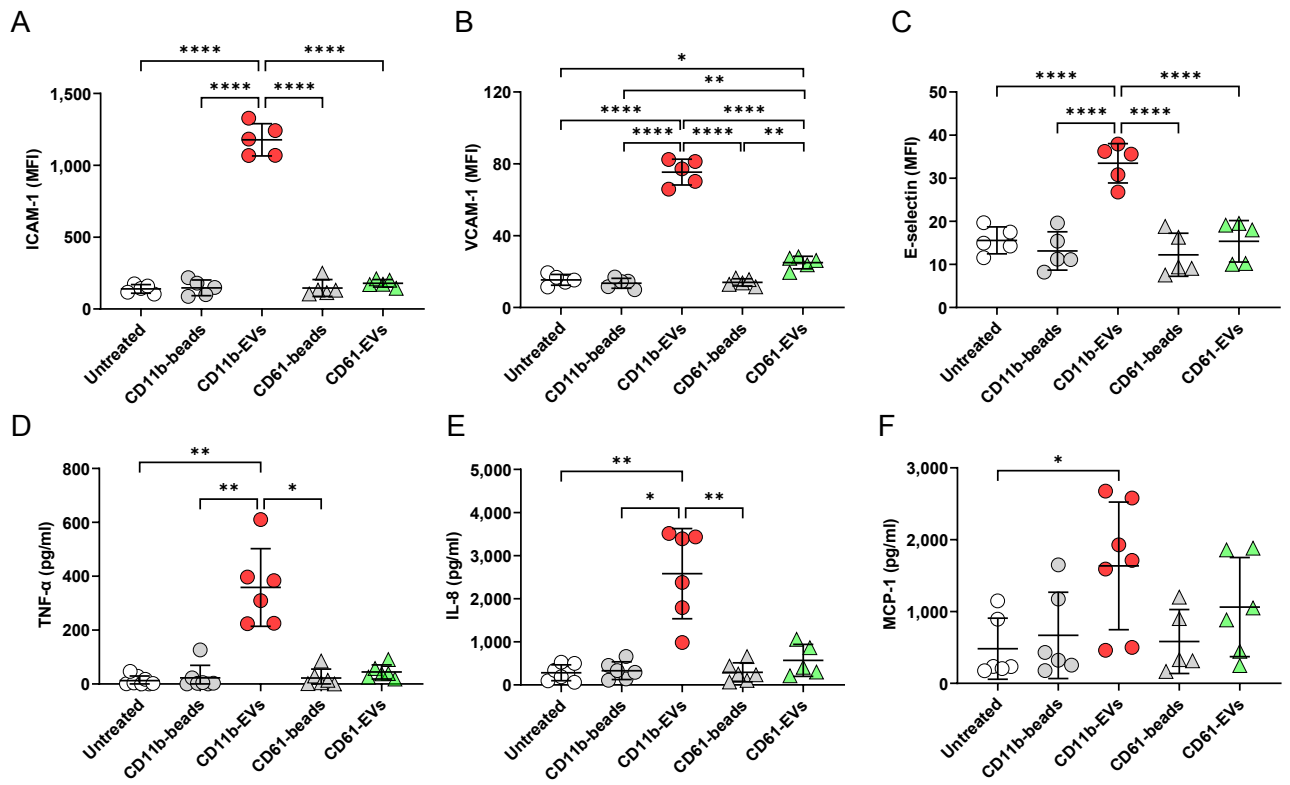 A
B
C
**** ****
**** ****
ICAM-1 (MFI)
1,500
1,000
500
0
Untreated
CD11b-beads
CD11b-EVs
CD61-beads
CD61-EVs
*
**
**** ****
**** **** **
VCAM-1 (MFI)
120
80
40
0
Untreated
CD11b-beads
CD11b-EVs
CD61-beads
CD61-EVs
**** ****
**** ****
E-selectin (MFI)
50
40
30
20
10
0
Untreated
CD11b-beads
CD11b-EVs
CD61-beads
CD61-EVs
D
E
F
**
** *
TNF-α (pg/ml)
800
600
400
200
0
Untreated
CD11b-beads
CD11b-EVs
CD61-beads
CD61-EVs
**
* **
IL-8 (pg/ml)
5,000
4,000
3,000
2,000
1,000
0
Untreated
CD11b-beads
CD11b-EVs
CD61-beads
CD61-EVs
*
MCP-1 (pg/ml)
3,000
2,000
1,000
0
Untreated
CD11b-beads
CD11b-EVs
CD61-beads
CD61-EVs